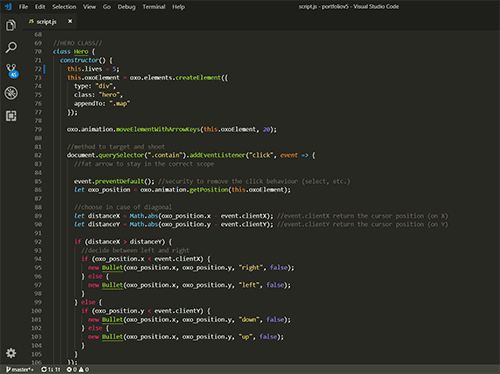 File Edit Selection View Go Debug Terminal Help script.js - portfoliov5 - Visual Studio Code
script.js ×
68
69 //HERO CLASS//
70 class Hero {
71 constructor() {
72 this.lives = 5;
73 this.oxoElement = oxo.elements.createElement({
74 type: "div",
75 class: "hero",
76 appendTo: ".map"
77 });
78
79 oxo.animation.moveElementWithArrowKeys(this.oxoElement, 20);
80
81 //method to target and shoot
82 document.querySelector(".contain").addEventListener("click", event => {
83 //fat arrow to stay in the correct scope
84
85 event.preventDefault(); //security to remove the click behaviour (select, etc.)
86 let oxo_position = oxo.animation.getPosition(this.oxoElement);
87
88 //choose in case of diagonal
89 let distanceX = Math.abs(oxo_position.x - event.clientX); //event.clientX return the cursor position (on X)
90 let distanceY = Math.abs(oxo_position.y - event.clientY); //event.clientY return the cursor position (on Y)
91
92 if (distanceX > distanceY) {
93 //decide between left and right
94 if (oxo_position.x < event.clientX) {
95 new Bullet(oxo_position.x, oxo_position.y, "right", false);
96 } else {
97 new Bullet(oxo_position.x, oxo_position.y, "left", false);
98 }
99 } else {
100 if (oxo_position.y < event.clientY) {
101 new Bullet(oxo_position.x, oxo_position.y, "down", false);
102 } else {
103 new Bullet(oxo_position.x, oxo_position.y, "up", false);
104 }
105 }
106 });
master*+ 1↓ 1↑ 0 0